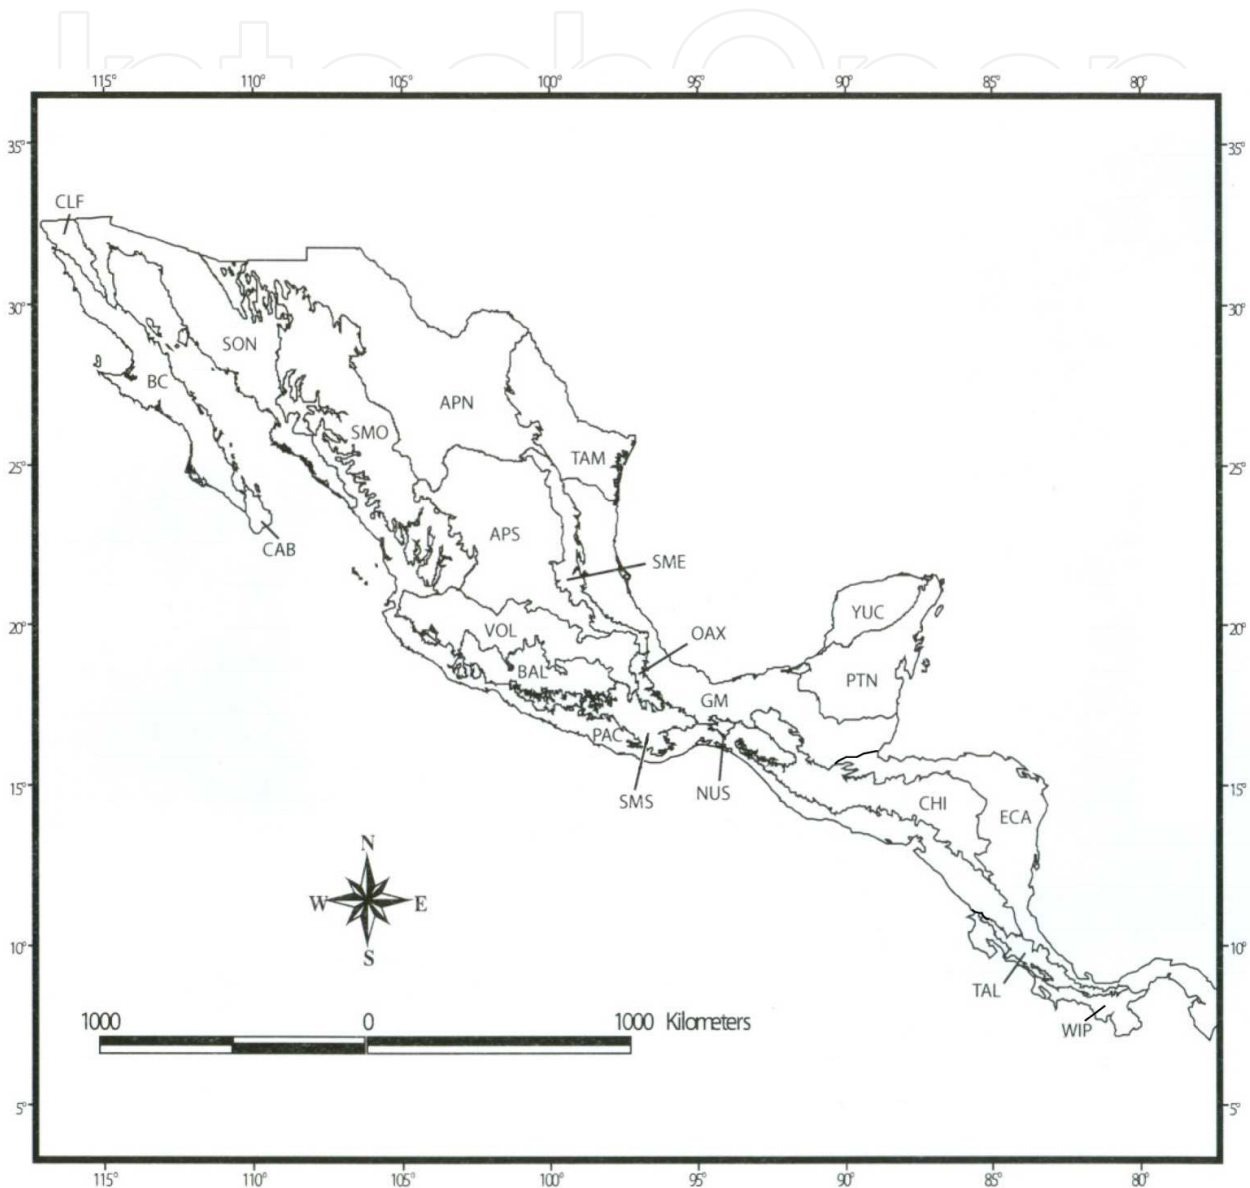 IntechOpen
115° 110° 105° 100° 95° 90° 85° 80°
35° 35°
CLF
30° 30°
SON
BC
APN
SMO
TAM
25° 25°
APS
CAB
SME
YUC
20° 20°
VOL
OAX
BAL
PTN
GM
PAC
SMS
NUS
15° 15°
CHI
ECA
N
W E
S
10° 10°
TAL
WIP
1000 0 1000 Kilometers
5° 5°
115° 110° 105° 100° 95° 90° 85° 80°